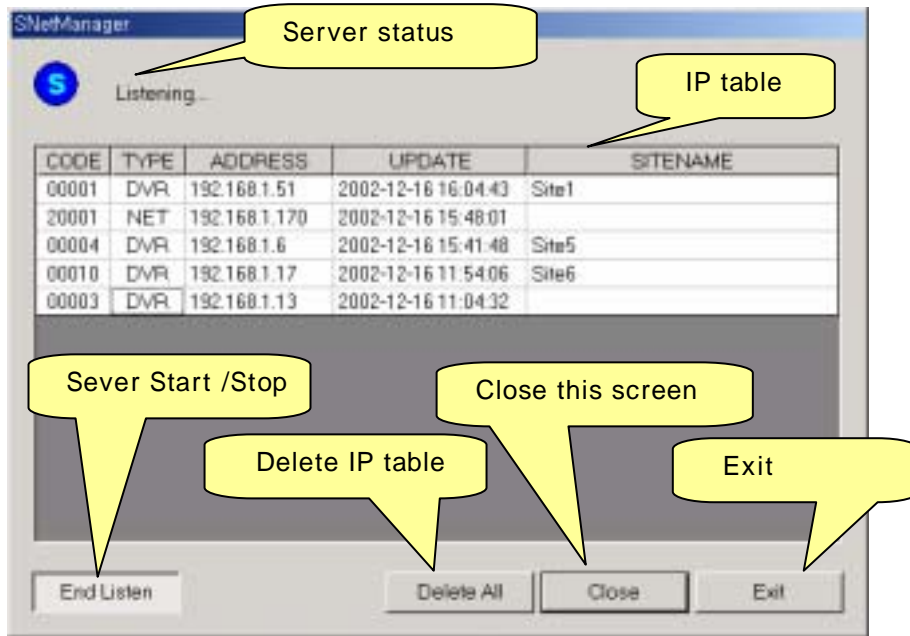 SNetManager
Server status
S
Listening...
IP table
CODE TYPE ADDRESS UPDATE SITENAME
00001 DVR 192.168.1.51 2002-12-16 16:04:43 Site1
20001 NET 192.168.1.170 2002-12-16 15:48:01
00004 DVR 192.168.1.6 2002-12-16 15:41:48 Site5
00010 DVR 192.168.1.17 2002-12-16 11:54:06 Site6
00003 DVR 192.168.1.13 2002-12-16 11:04:32
Sever Start /Stop
Close this screen
Delete IP table
Exit
End Listen
Delete All
Close
Exit